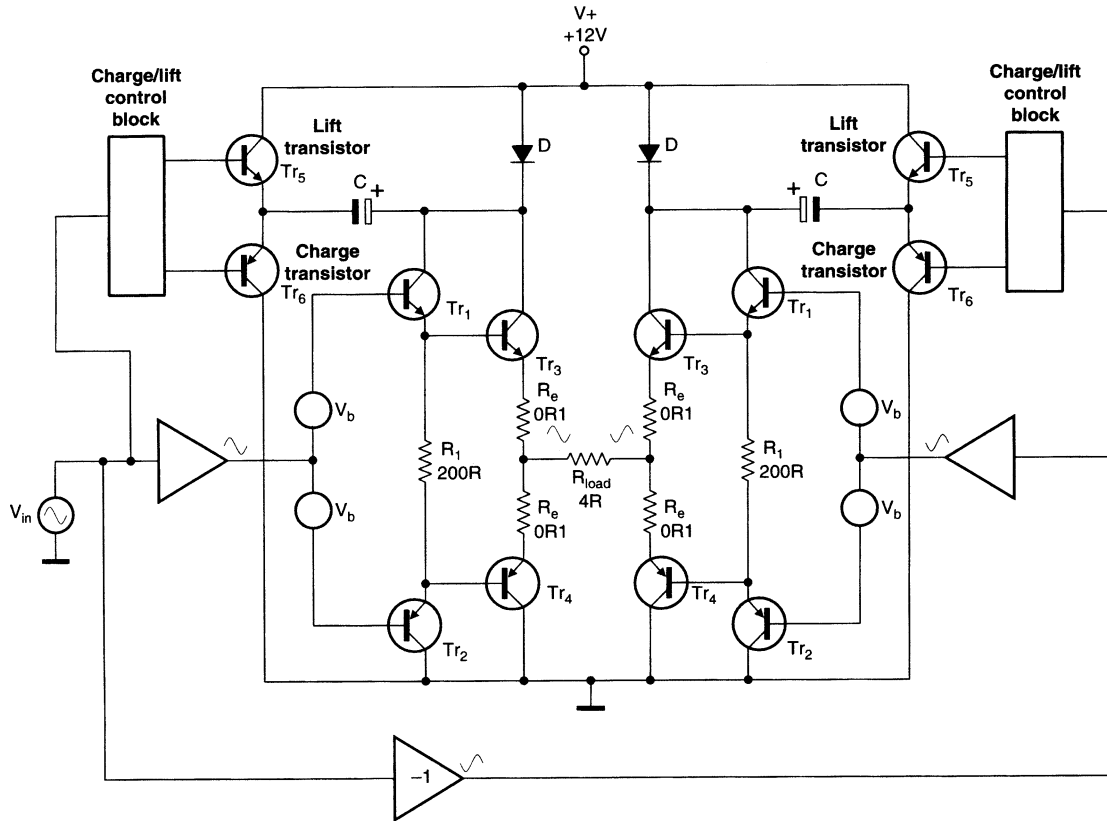 V+
+12V
Charge/lift
control
block
Lift
transistor
Tr5
C
+
D
D
+
C
Lift
transistor
Tr5
Charge/lift
control
block
Charge
transistor
Tr6
Tr1
Tr3
Charge
transistor
Tr6
Tr1
Tr3
Vb
Re
0R1
Re
0R1
Vb
R1
200R
Rload
4R
R1
200R
Vin
Vb
Re
0R1
Re
0R1
Vb
Tr4
Tr4
Tr2
Tr2
–1